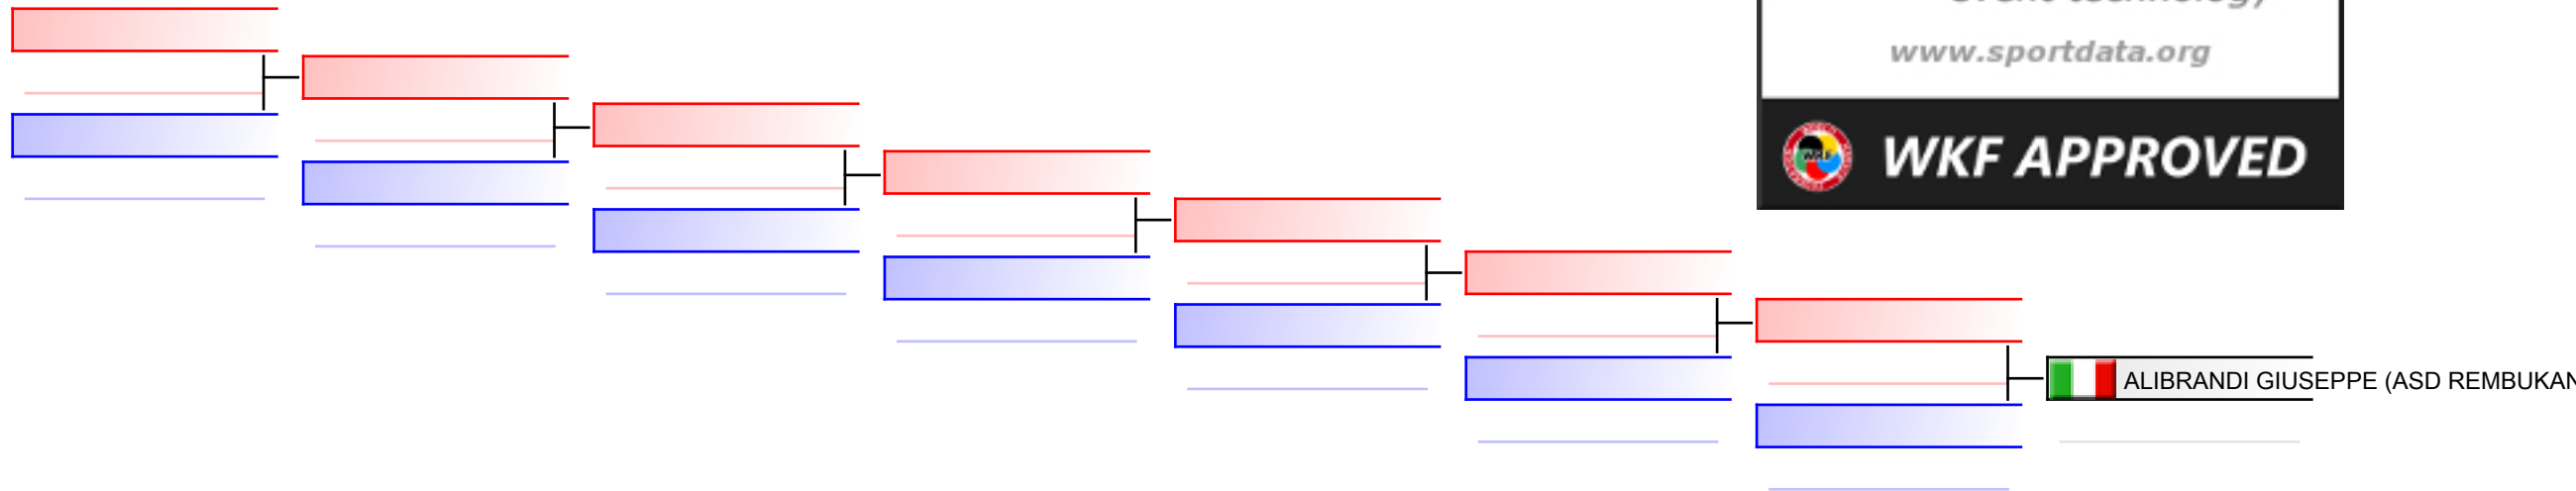 www.sportdata.org
WKF APPROVED
ALIBRANDI GIUSEPPE (ASD REMBUKAN